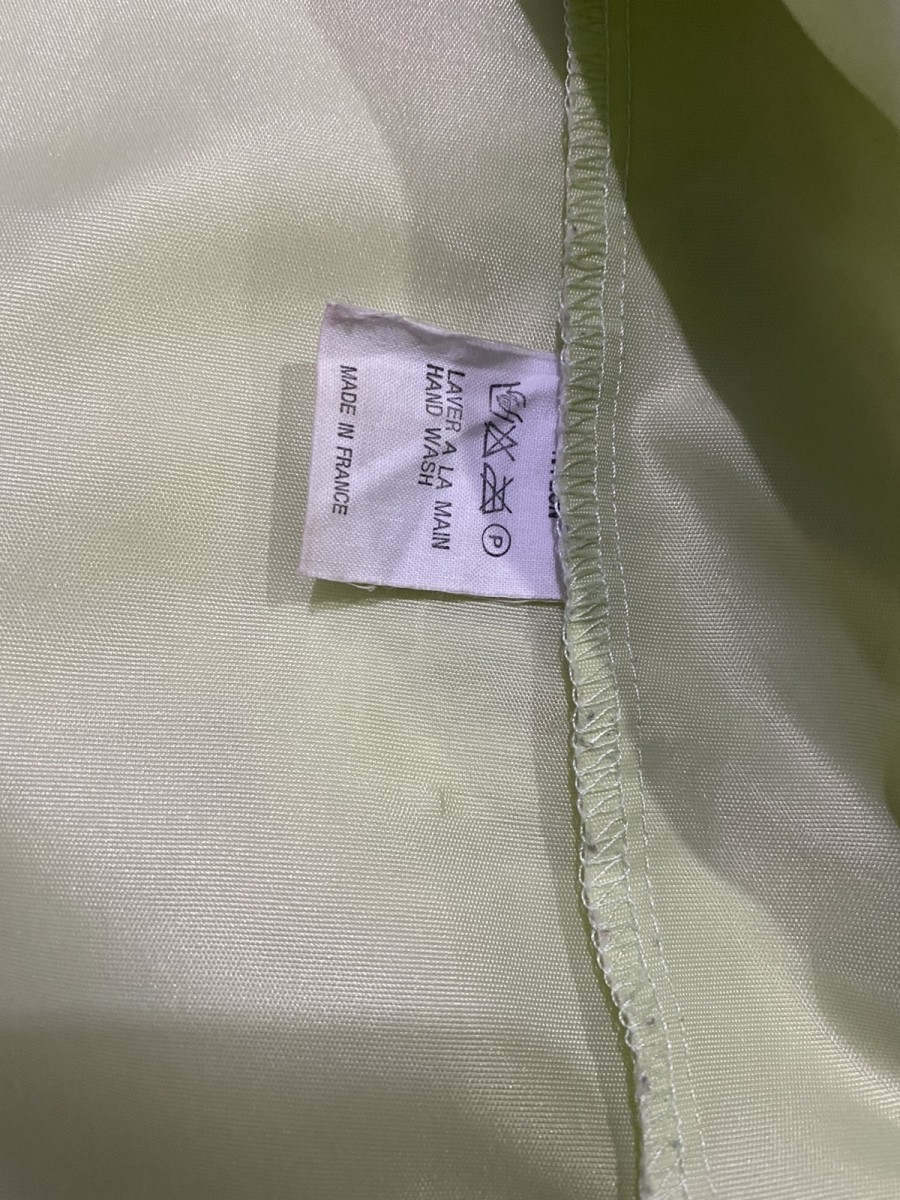 P
LAVER A LA MAIN
HAND WASH
MADE IN FRANCE